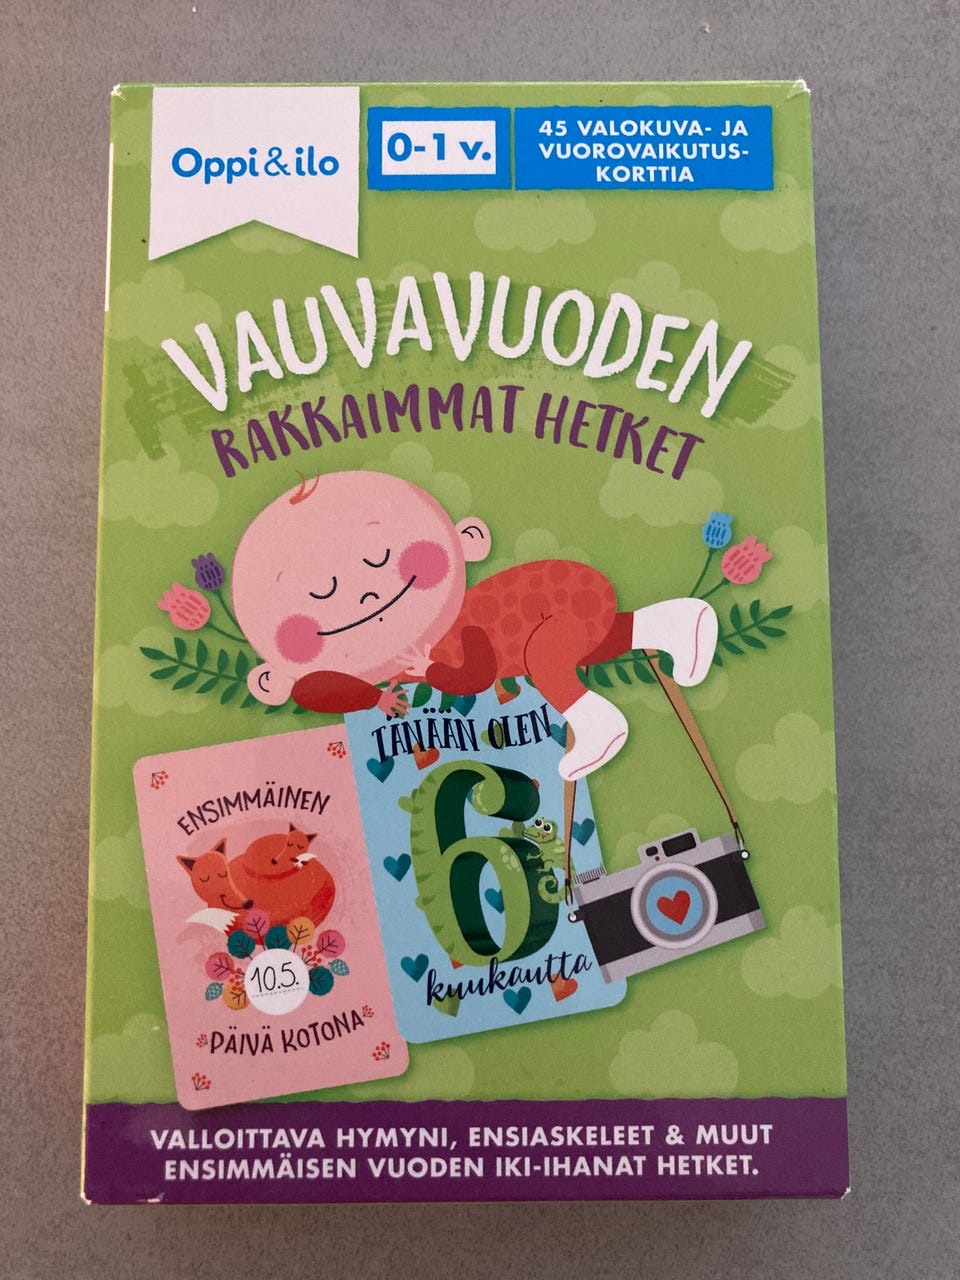 Oppi&ilo
0-1 v.
45 VALOKUVA- JA
VUOROVAIKUTUS-
KORTTIA
VAUVAVUODEN
RAKKAIMMAT HETKET
ENSIMMÄINEN
10.5.
PÄIVÄ KOTONA
TÄNÄÄN OLEN
6
kuukautta
VALLOITTAVA HYMYNI, ENSIASKELEET & MUUT
ENSIMMÄISEN VUODEN IKI-IHANAT HETKET.